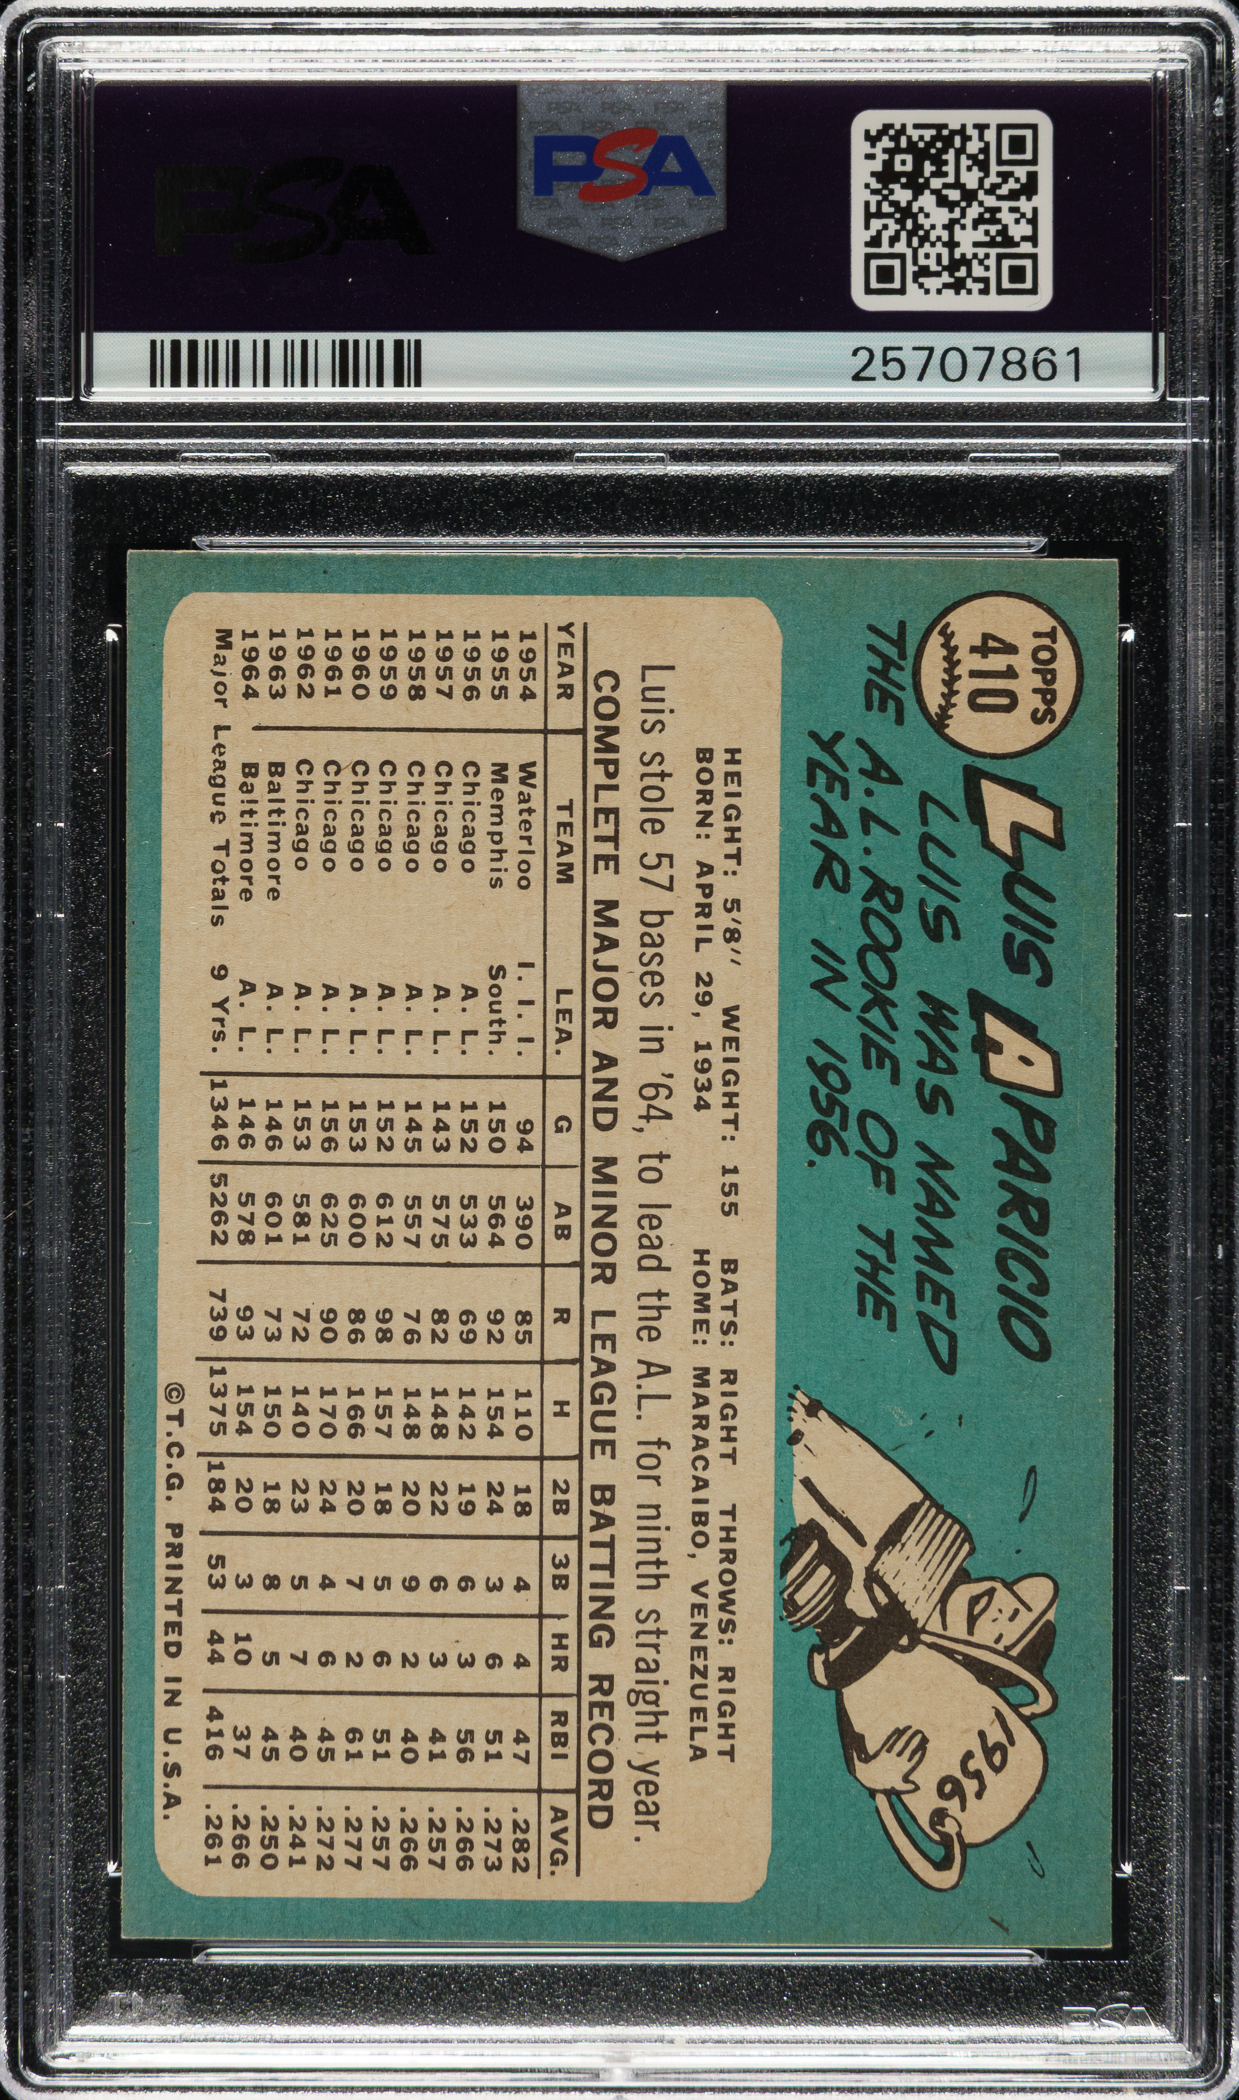 PSA
PSA
25707861
TOPPS
410
LUIS APARICIO
LUIS WAS NAMED
THE A.L. ROOKIE OF THE
YEAR IN 1956.
1956
HEIGHT: 5'8" WEIGHT: 155 BATS: RIGHT THROWS: RIGHT
BORN: APRIL 29, 1934 HOME: MARACAIBO, VENEZUELA
Luis stole 57 bases in '64, to lead the A.L. for ninth straight year.
COMPLETE MAJOR AND MINOR LEAGUE BATTING RECORD
YEAR TEAM LEA. G AB R H 2B 3B HR RBI AVG.
1954 Waterloo I. I. I. 94 390 85 110 18 4 4 47 .282
1955 Memphis South. 150 564 92 154 24 3 6 51 .273
1956 Chicago A. L. 152 533 69 142 19 6 3 56 .266
1957 Chicago A. L. 143 575 82 148 22 6 3 41 .257
1958 Chicago A. L. 145 557 76 148 20 9 2 40 .266
1959 Chicago A. L. 152 612 98 157 18 5 6 51 .257
1960 Chicago A. L. 153 600 86 166 20 7 2 61 .277
1961 Chicago A. L. 156 625 90 170 24 4 6 45 .272
1962 Chicago A. L. 153 581 72 140 23 5 7 40 .241
1963 Baltimore A. L. 146 601 73 150 18 8 5 45 .250
1964 Baltimore A. L. 146 578 93 154 20 3 10 37 .266
Major League Totals 9 Yrs. 1346 5262 739 1375 184 53 44 416 .261
©T.C.G. PRINTED IN U.S.A.
PSA